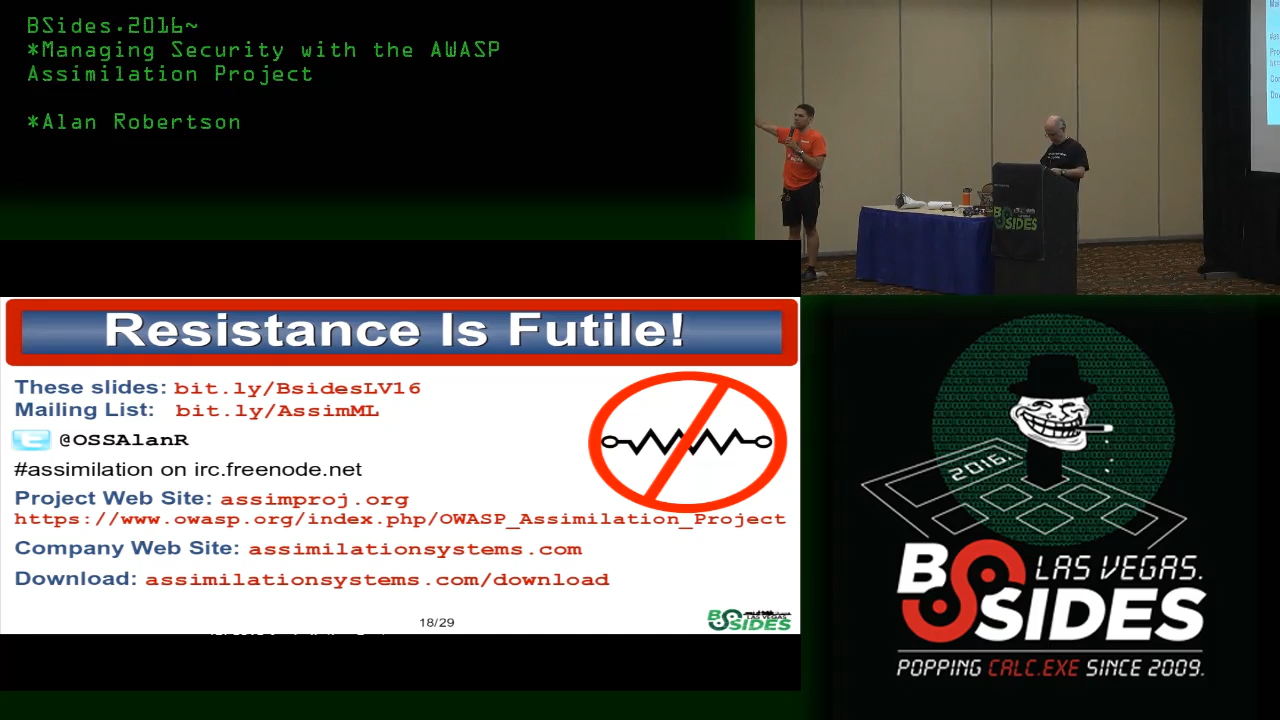 BSides.2016~
*Managing Security with the AWASP
Assimilation Project
*Alan Robertson
BSIDES
Resistance Is Futile!
These slides: bit.ly/BsidesLV16
Mailing List: bit.ly/AssimML
@OSSAlanR
#assimilation on irc.freenode.net
Project Web Site: assimproj.org
https://www.owasp.org/index.php/OWASP_Assimilation_Project
Company Web Site: assimilationsystems.com
Download: assimilationsystems.com/download
18/29
BSIDES
LAS VEGAS
2016.
BSIDES
LAS VEGAS.
POPPING CALC.EXE SINCE 2009.